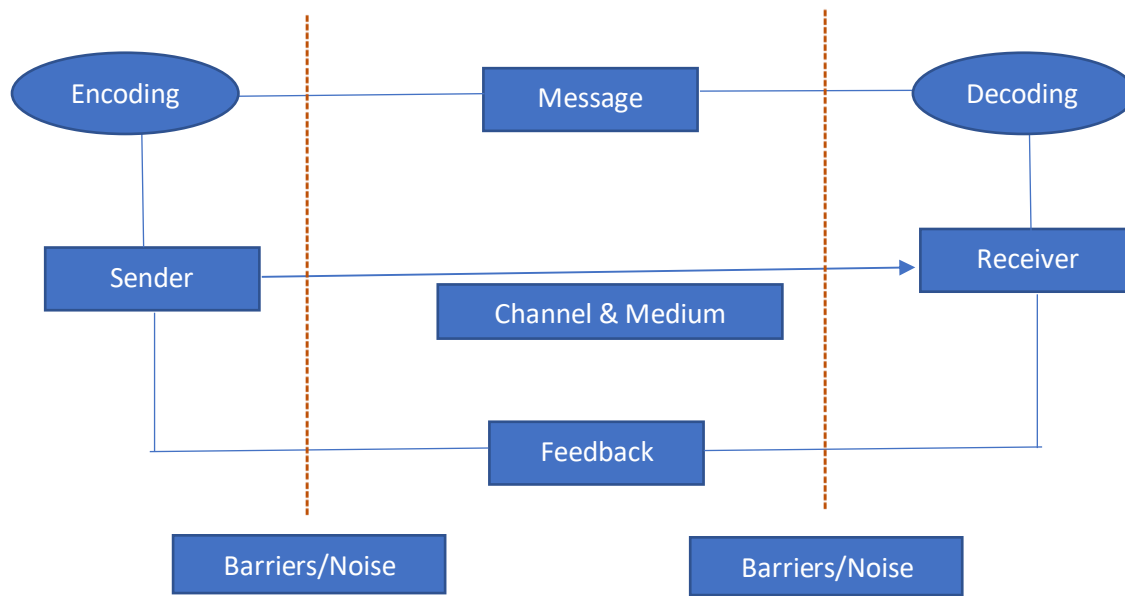 Encoding
Message
Decoding
Sender
Receiver
Channel & Medium
Feedback
Barriers/Noise
Barriers/Noise